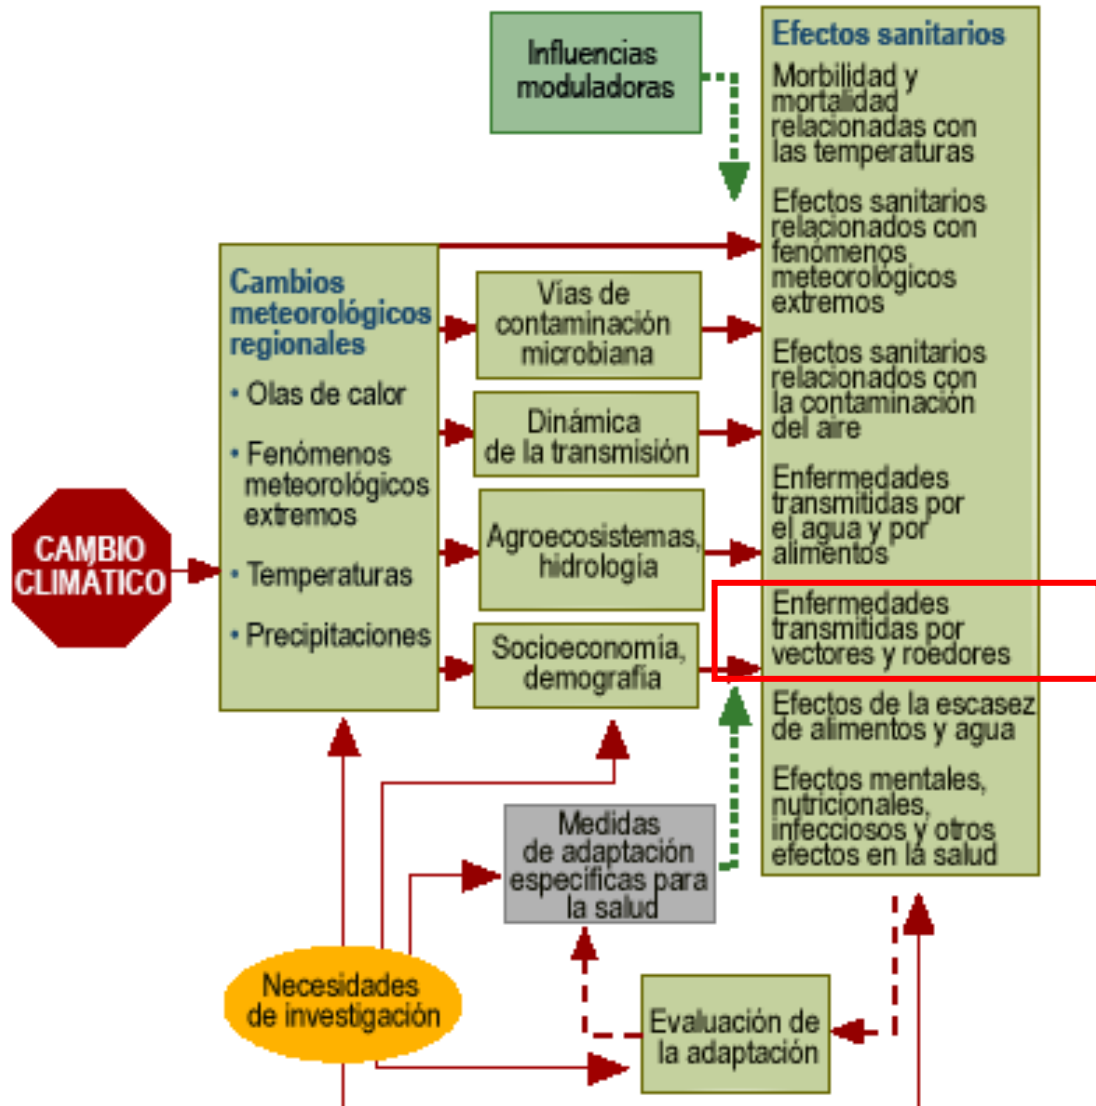 Influencias
moduladoras
Efectos sanitarios
Morbilidad y
mortalidad
relacionadas con
las temperaturas
Efectos sanitarios
relacionados con
fenómenos
meteorológicos
extremos
Efectos sanitarios
relacionados con
la contaminación
del aire
Enfermedades
transmitidas por
el agua y por
alimentos
Enfermedades
transmitidas por
vectores y roedores
Efectos de la escasez
de alimentos y agua
Efectos mentales,
nutricionales,
infecciosos y otros
efectos en la salud
Cambios
meteorológicos
regionales
• Olas de calor
• Fenómenos
meteorológicos
extremos
• Temperaturas
• Precipitaciones
Vías de
contaminación
microbiana
Dinámica
de la transmisión
Agroecosistemas,
hidrología
Socioeconomía,
demografía
CAMBIO
CLIMÁTICO
Medidas
de adaptación
específicas para
la salud
Necesidades
de investigación
Evaluación de
la adaptación